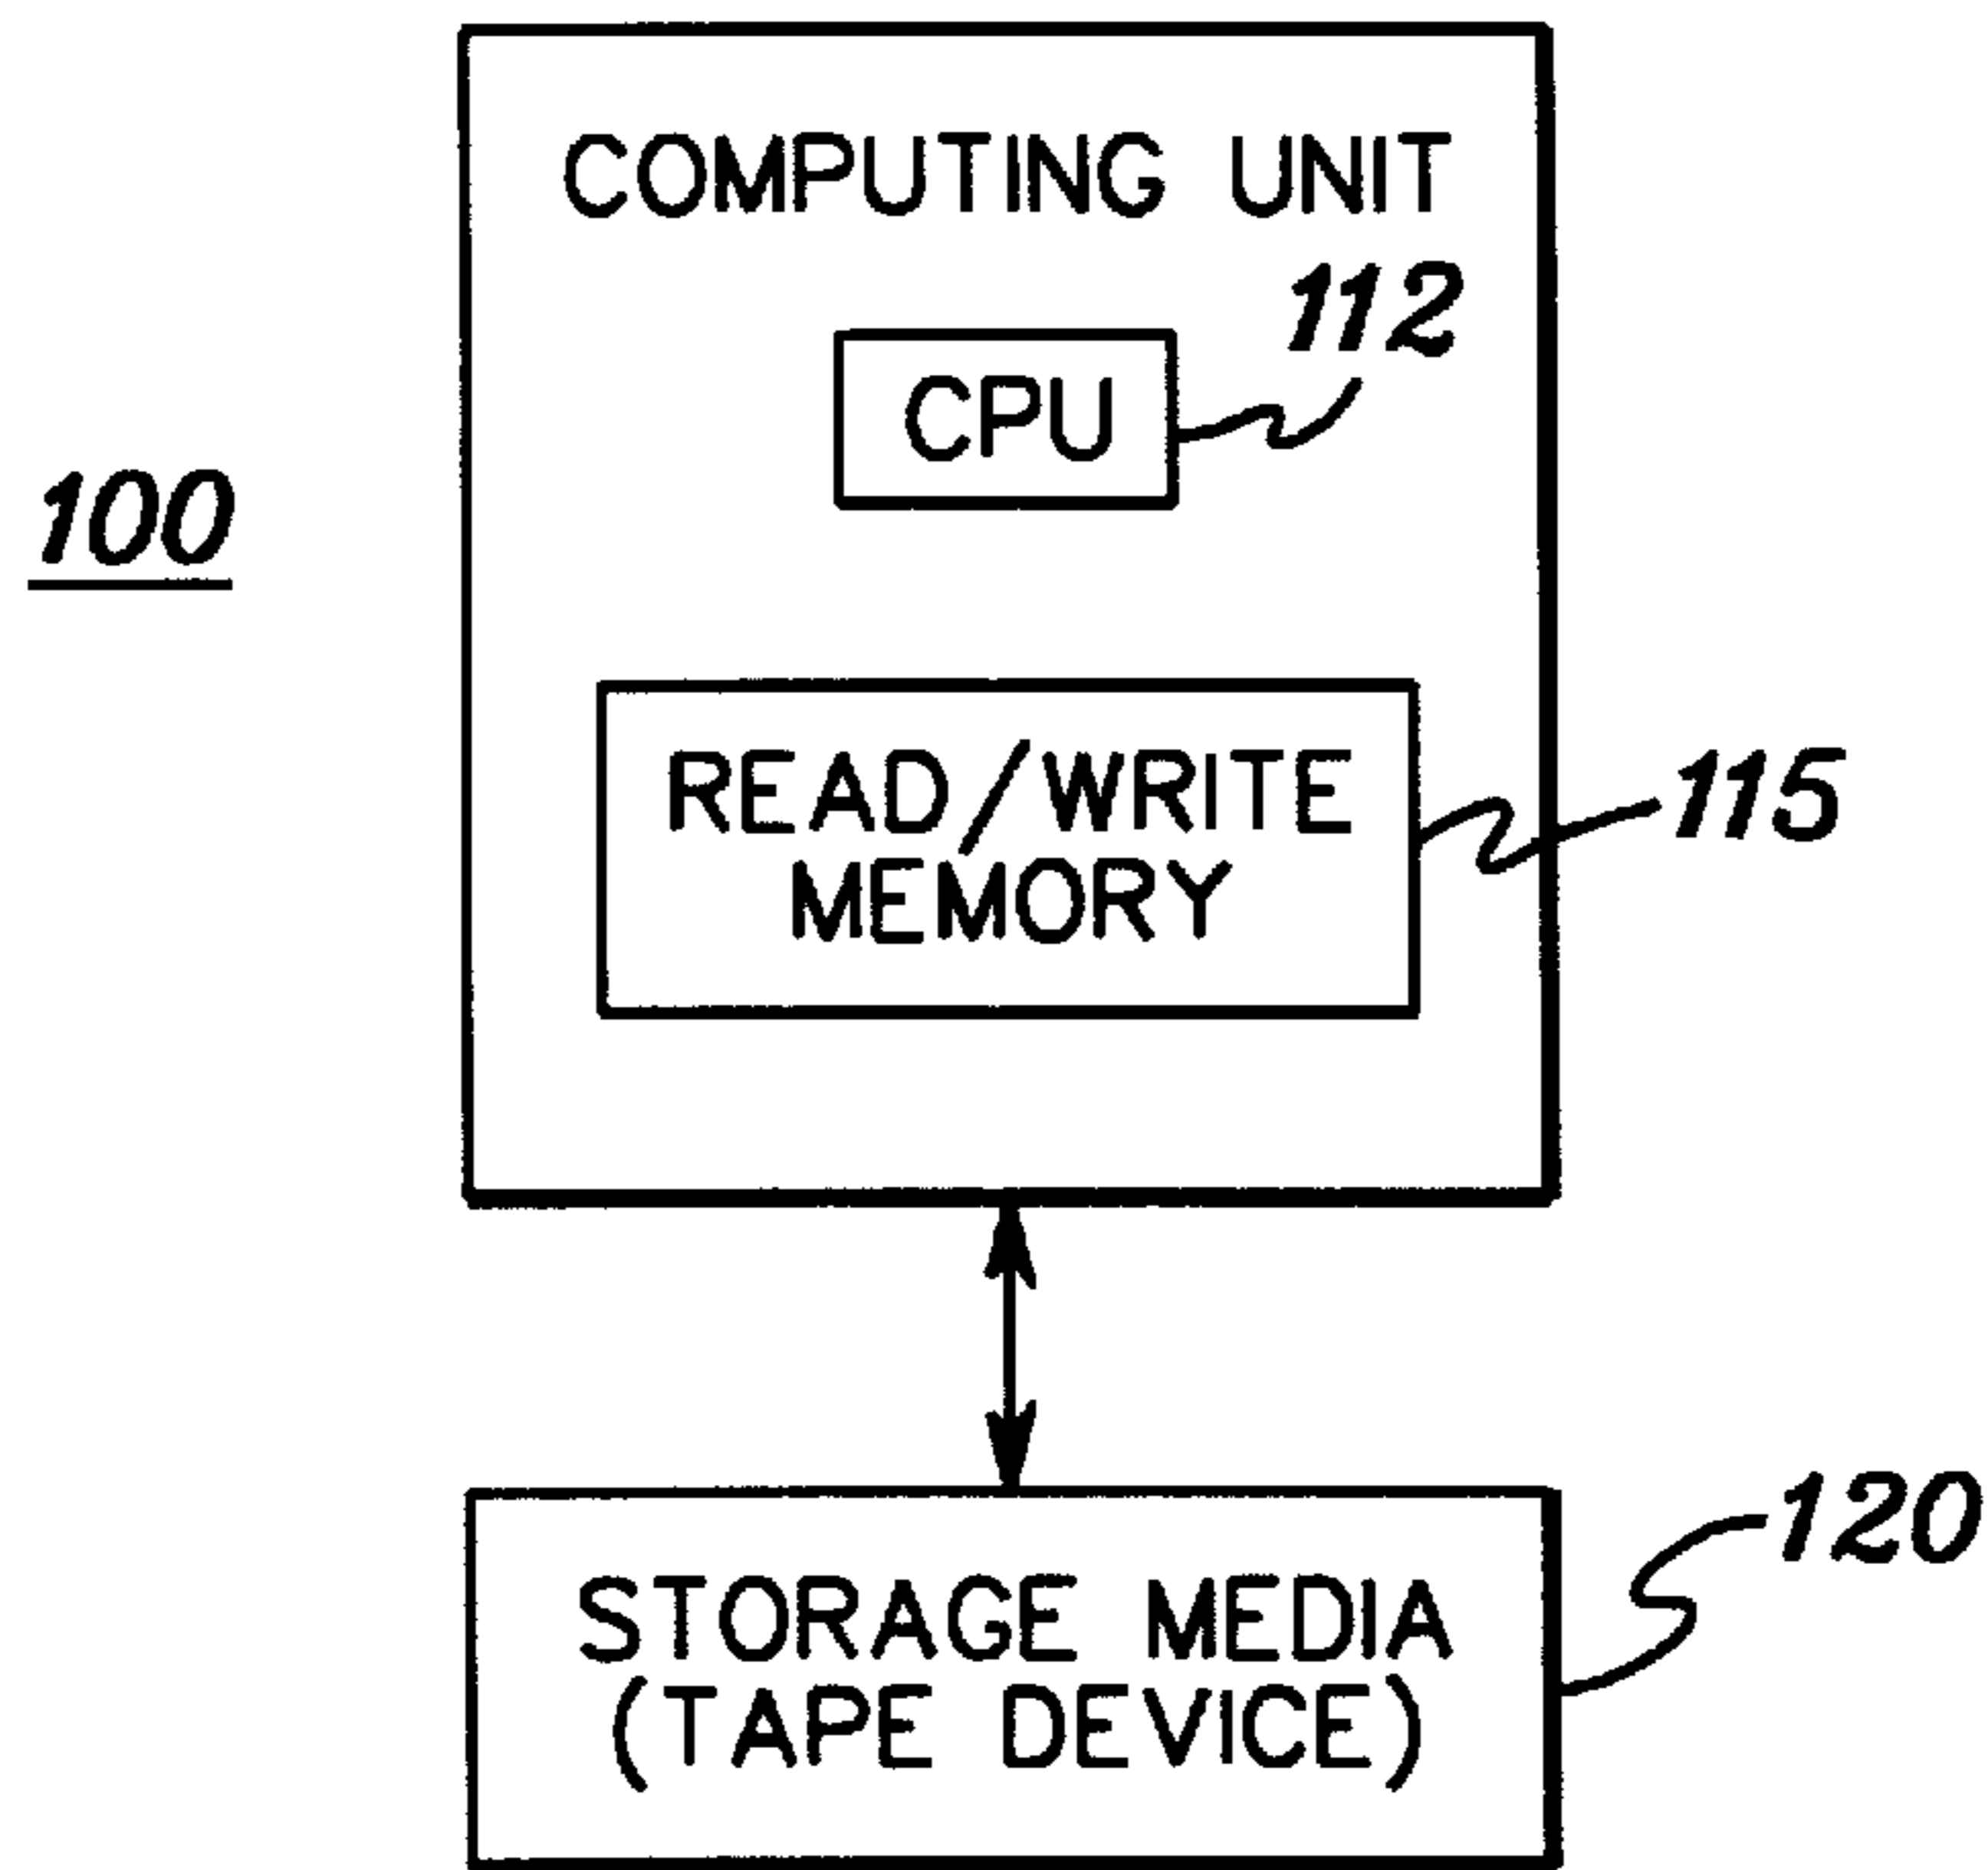 COMPUTING UNIT
112
CPU
100
READ/WRITE
MEMORY
115
120
STORAGE MEDIA
(TAPE DEVICE)